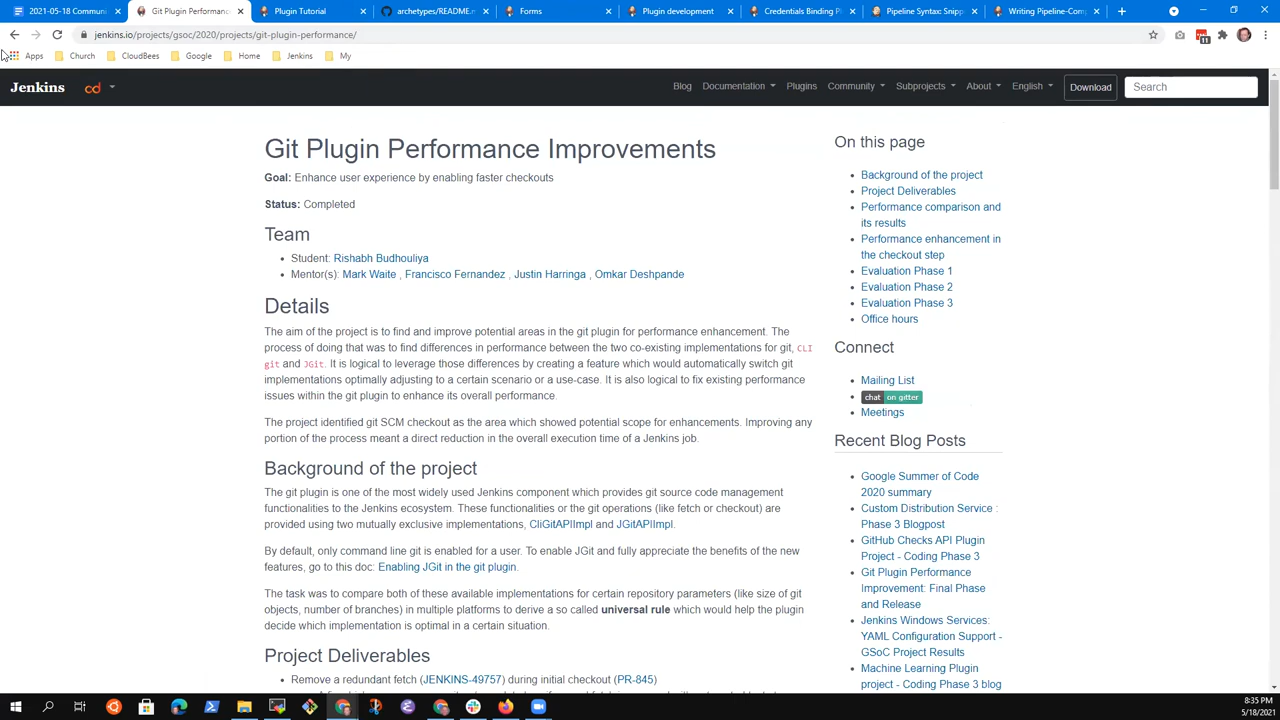 2021-05-18 Communi
Git Plugin Performanc
Plugin Tutorial
archetypes/README.m
Forms
Plugin development
Credentials Binding P
Pipeline Syntax: Snipp
Writing Pipeline-Comp
jenkins.io/projects/gsoc/2020/projects/git-plugin-performance/
11
Apps
Church
CloudBees
Google
Home
Jenkins
My
Jenkins
cd
Blog
Documentation
Plugins
Community
Subprojects
About
English
Download
Search
Git Plugin Performance Improvements
Goal: Enhance user experience by enabling faster checkouts
Status: Completed
Team
Student: Rishabh Budhouliya
Mentor(s): Mark Waite , Francisco Fernandez , Justin Harringa , Omkar Deshpande
Details
The aim of the project is to find and improve potential areas in the git plugin for performance enhancement. The
process of doing that was to find differences in performance between the two co-existing implementations for git, CLI
git and JGit. It is logical to leverage those differences by creating a feature which would automatically switch git
implementations optimally adjusting to a certain scenario or a use-case. It is also logical to fix existing performance
issues within the git plugin to enhance its overall performance.
The project identified git SCM checkout as the area which showed potential scope for enhancements. Improving any
portion of the process meant a direct reduction in the overall execution time of a Jenkins job.
Background of the project
The git plugin is one of the most widely used Jenkins component which provides git source code management
functionalities to the Jenkins ecosystem. These functionalities or the git operations (like fetch or checkout) are
provided using two mutually exclusive implementations, CliGitAPIImpl and JGitAPIImpl.
By default, only command line git is enabled for a user. To enable JGit and fully appreciate the benefits of the new
features, go to this doc: Enabling JGit in the git plugin.
The task was to compare both of these available implementations for certain repository parameters (like size of git
objects, number of branches) in multiple platforms to derive a so called universal rule which would help the plugin
decide which implementation is optimal in a certain situation.
Project Deliverables
Remove a redundant fetch (JENKINS-49757) during initial checkout (PR-845)
On this page
Background of the project
Project Deliverables
Performance comparison and
its results
Performance enhancement in
the checkout step
Evaluation Phase 1
Evaluation Phase 2
Evaluation Phase 3
Office hours
Connect
Mailing List
chat on gitter
Meetings
Recent Blog Posts
Google Summer of Code
2020 summary
Custom Distribution Service :
Phase 3 Blogpost
GitHub Checks API Plugin
Project - Coding Phase 3
Git Plugin Performance
Improvement: Final Phase
and Release
Jenkins Windows Services:
YAML Configuration Support -
GSoC Project Results
Machine Learning Plugin
project - Coding Phase 3 blog
8:35 PM
5/18/2021